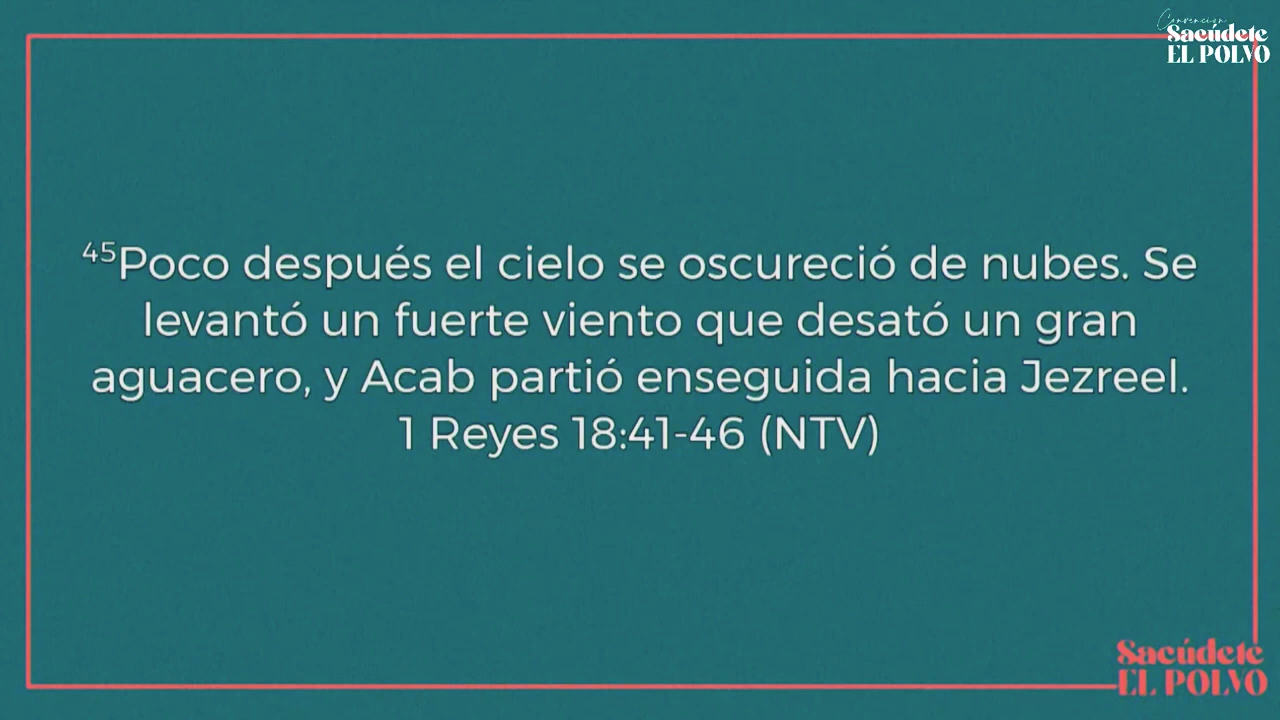 Convención
Sacúdete
EL POLVO
⁴⁵Poco después el cielo se oscureció de nubes. Se
levantó un fuerte viento que desató un gran
aguacero, y Acab partió enseguida hacia Jezreel.
1 Reyes 18:41-46 (NTV)
Sacúdete
EL POLVO